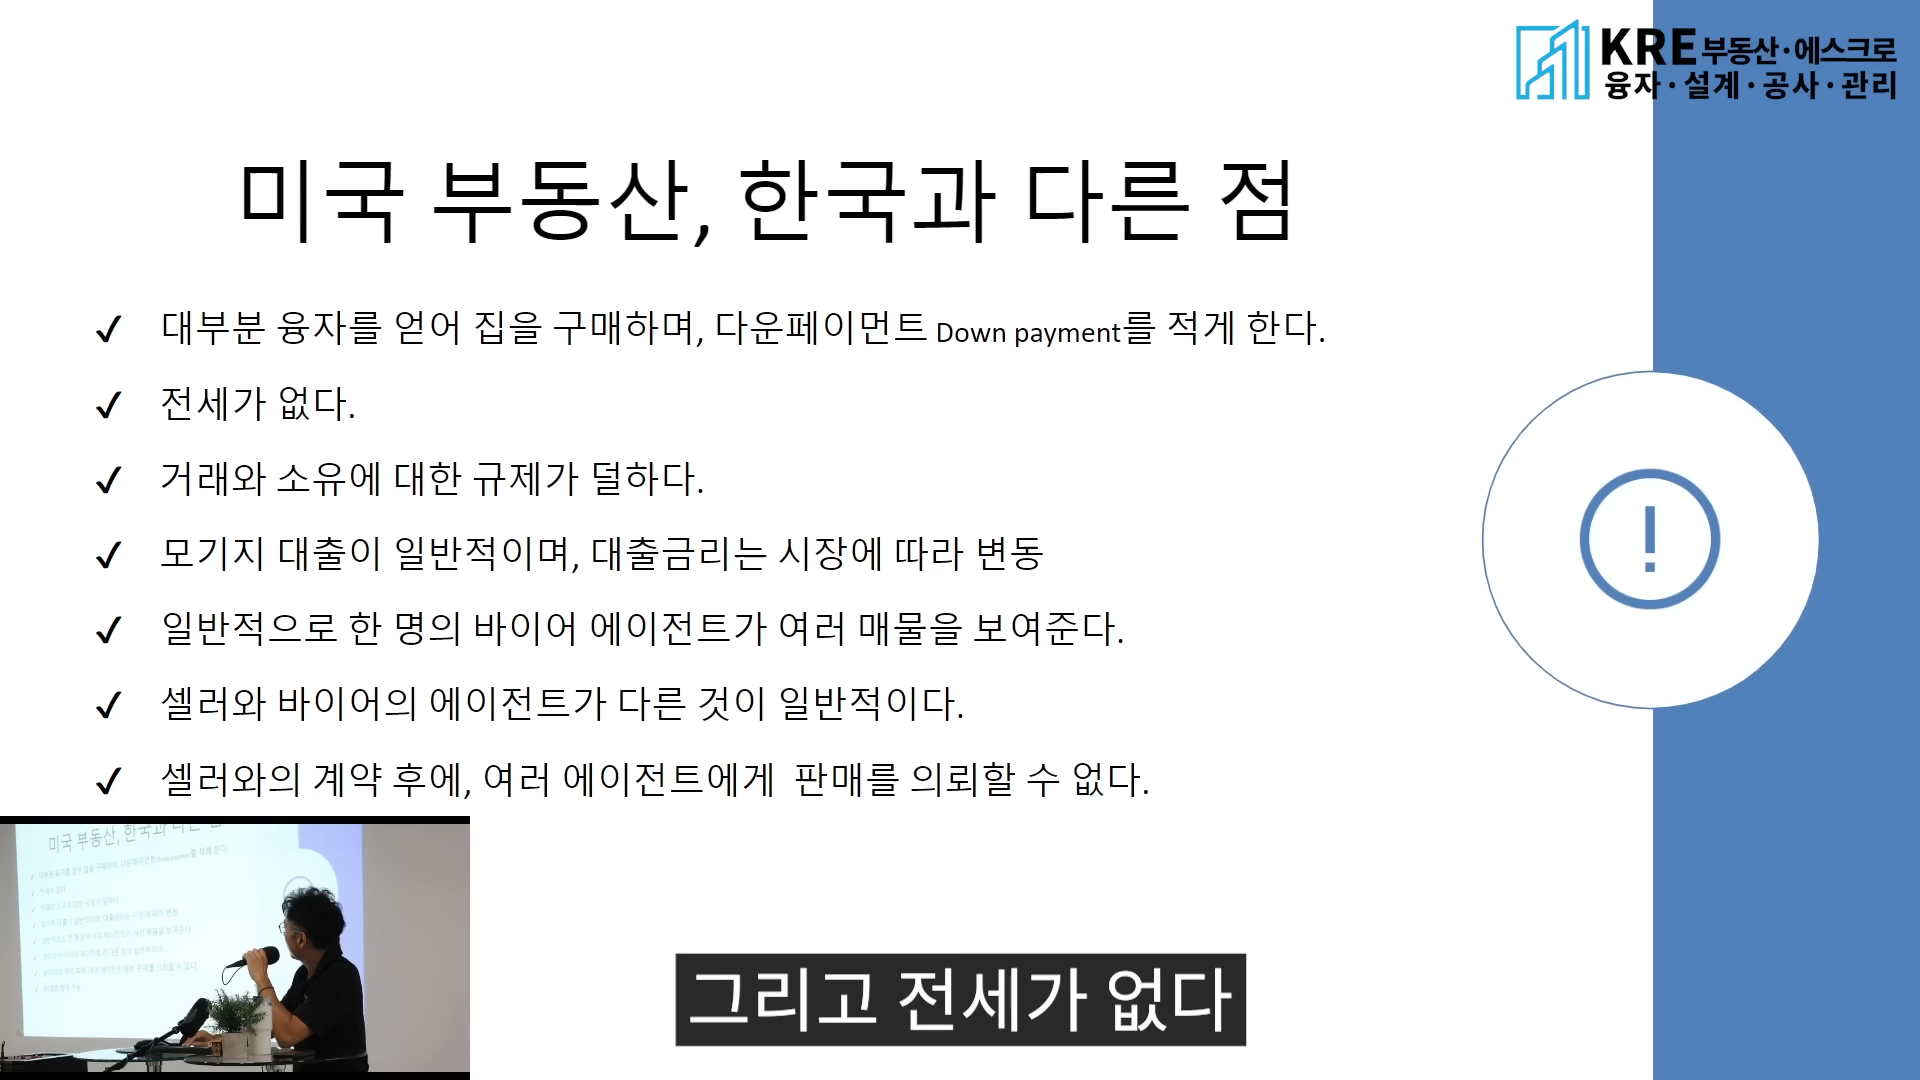 KRE 부동산·에스크로
융자·설계·공사·관리
미국 부동산, 한국과 다른 점
✓ 대부분 융자를 얻어 집을 구매하며, 다운페이먼트 Down payment를 적게 한다.
✓ 전세가 없다.
✓ 거래와 소유에 대한 규제가 덜하다.
✓ 모기지 대출이 일반적이며, 대출금리는 시장에 따라 변동
✓ 일반적으로 한 명의 바이어 에이전트가 여러 매물을 보여준다.
✓ 셀러와 바이어의 에이전트가 다른 것이 일반적이다.
✓ 셀러와의 계약 후에, 여러 에이전트에게 판매를 의뢰할 수 없다.
!
미국 부동산, 한국과
그리고 전세가 없다